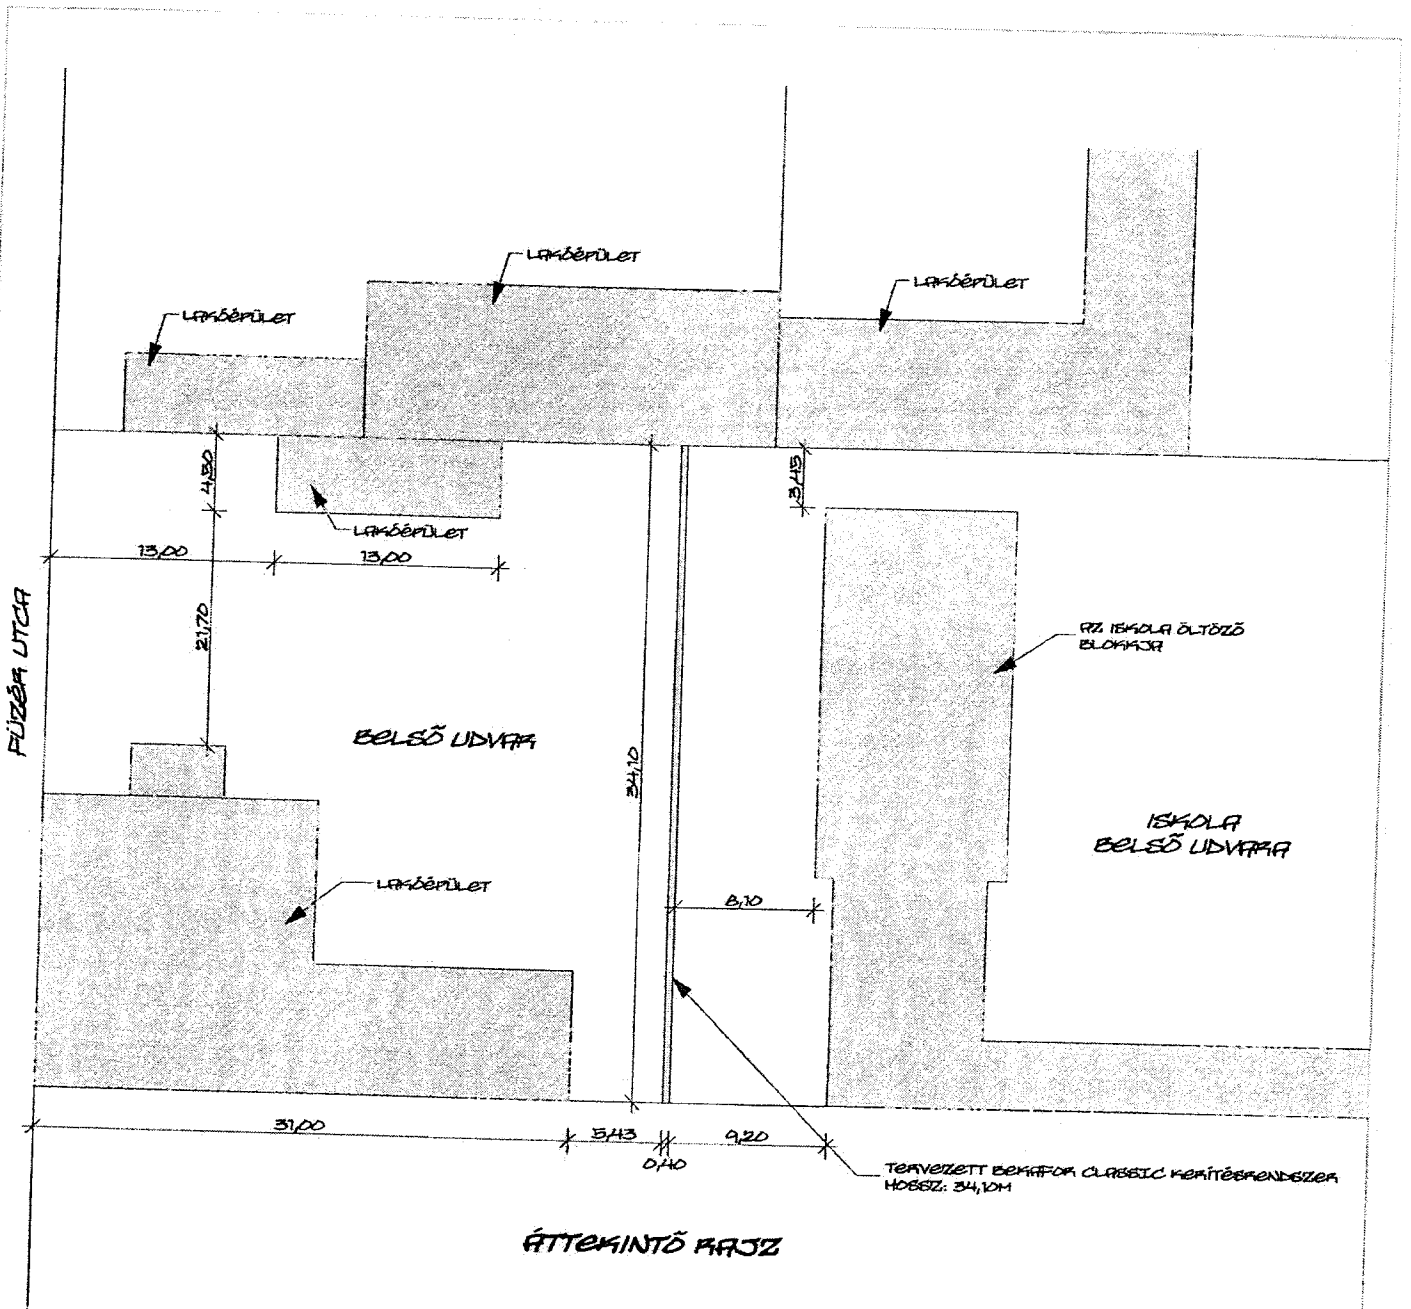 LAKÓÉPÜLET
LAKÓÉPÜLET
LAKÓÉPÜLET
4,50
3,45
LAKÓÉPÜLET
13,00
13,00
21,70
FÜZÉR UTCA
AZ ISKOLA ÖLTÖZŐ
BLOKKJA
BELSŐ UDVAR
34,10
ISKOLA
BELSŐ UDVARA
LAKÓÉPÜLET
8,10
31,00
5,43
0,40
9,20
TERVEZETT BEKAFOR CLASSIC KERÍTÉSRENDSZER
HOSSZ: 34,10M
ÁTTEKINTŐ RAJZ